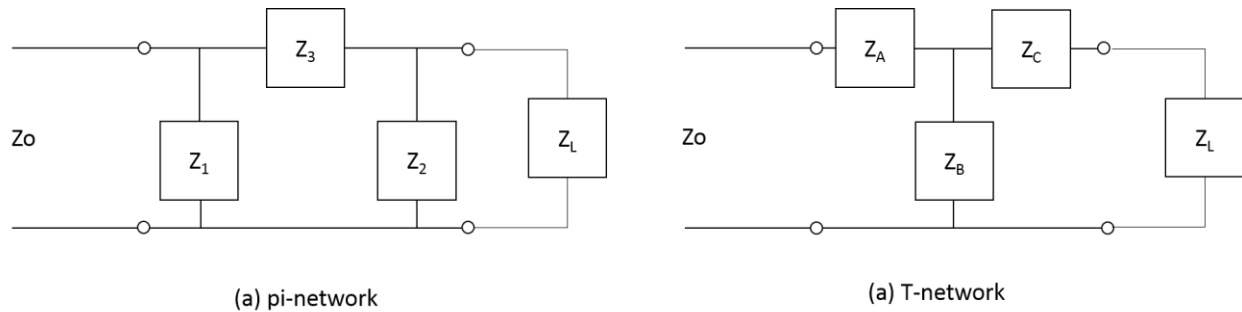 Z3
ZA
ZC
Zo
Z1
Z2
ZL
Zo
ZB
ZL
(a) pi-network
(a) T-network